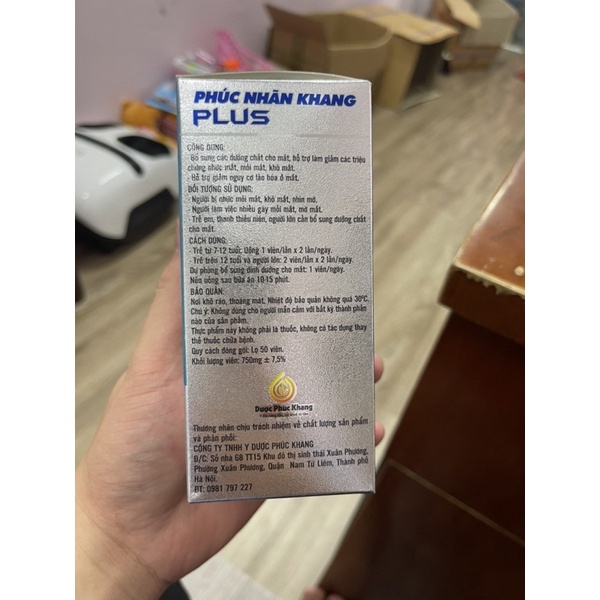 PHÚC NHÃN KHANG
PLUS
CÔNG DỤNG:
- Bổ sung các dưỡng chất cho mắt, hỗ trợ làm giảm các triệu
chứng nhức mắt, mỏi mắt, khô mắt.
- Hỗ trợ giảm nguy cơ lão hóa ở mắt.
ĐỐI TƯỢNG SỬ DỤNG:
- Người bị nhức mỏi mắt, khô mắt, nhìn mờ.
- Người làm việc nhiều gây mỏi mắt, mờ mắt.
- Trẻ em, thanh thiếu niên, người lớn cần bổ sung dưỡng chất
cho mắt.
CÁCH DÙNG:
- Trẻ từ 7-12 tuổi: Uống 1 viên/lần x 2 lần/ngày.
- Trẻ trên 12 tuổi và người lớn: 2 viên/lần x 2 lần/ngày.
Dự phòng bổ sung dinh dưỡng cho mắt: 1 viên/ngày.
Nên uống sau bữa ăn 10-15 phút.
BẢO QUẢN:
Nơi khô ráo, thoáng mát. Nhiệt độ bảo quản không quá 30°C.
Chú ý: Không dùng cho người mẫn cảm với bất kỳ thành phần
nào của sản phẩm.
Thực phẩm này không phải là thuốc, không có tác dụng thay
thế thuốc chữa bệnh.
Quy cách đóng gói: Lọ 50 viên.
Khối lượng viên: 750mg ± 7,5%
Dược Phúc Khang
Thương nhân chịu trách nhiệm về chất lượng sản phẩm
và phân phối:
CÔNG TY TNHH Y DƯỢC PHÚC KHANG
Đ/C: Số nhà G8 TT15 Khu đô thị sinh thái Xuân Phương,
Phường Xuân Phương, Quận Nam Từ Liêm, Thành phố
Hà Nội.
ĐT: 0981 797 227